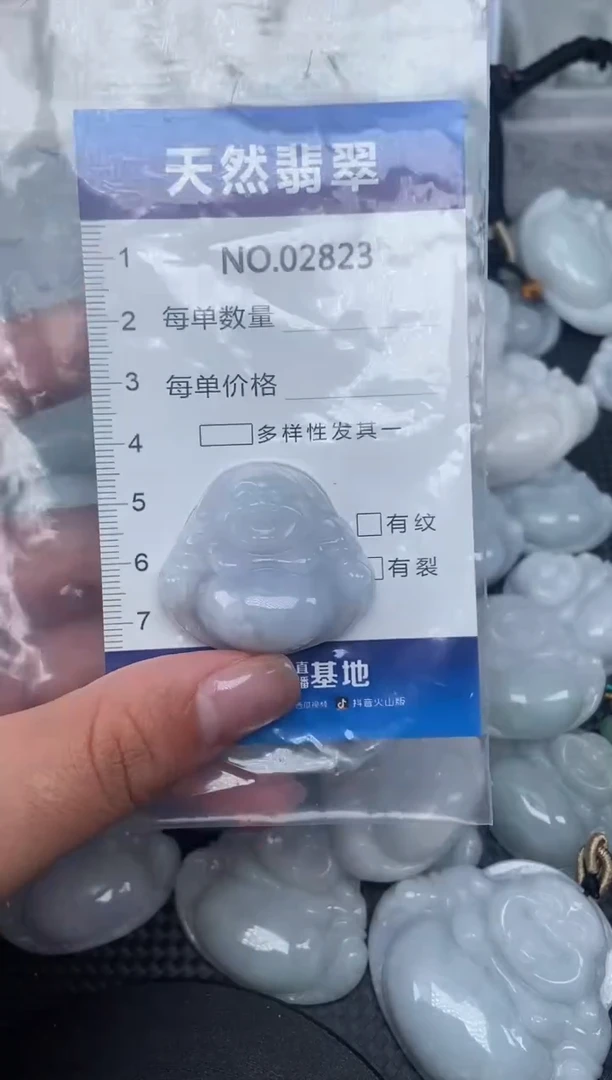 天然翡翠
NO.02823
1
2
每单数量
3
每单价格
4
多样性发其一
5
有纹
6
有裂
7
直播基地
抖音火山版